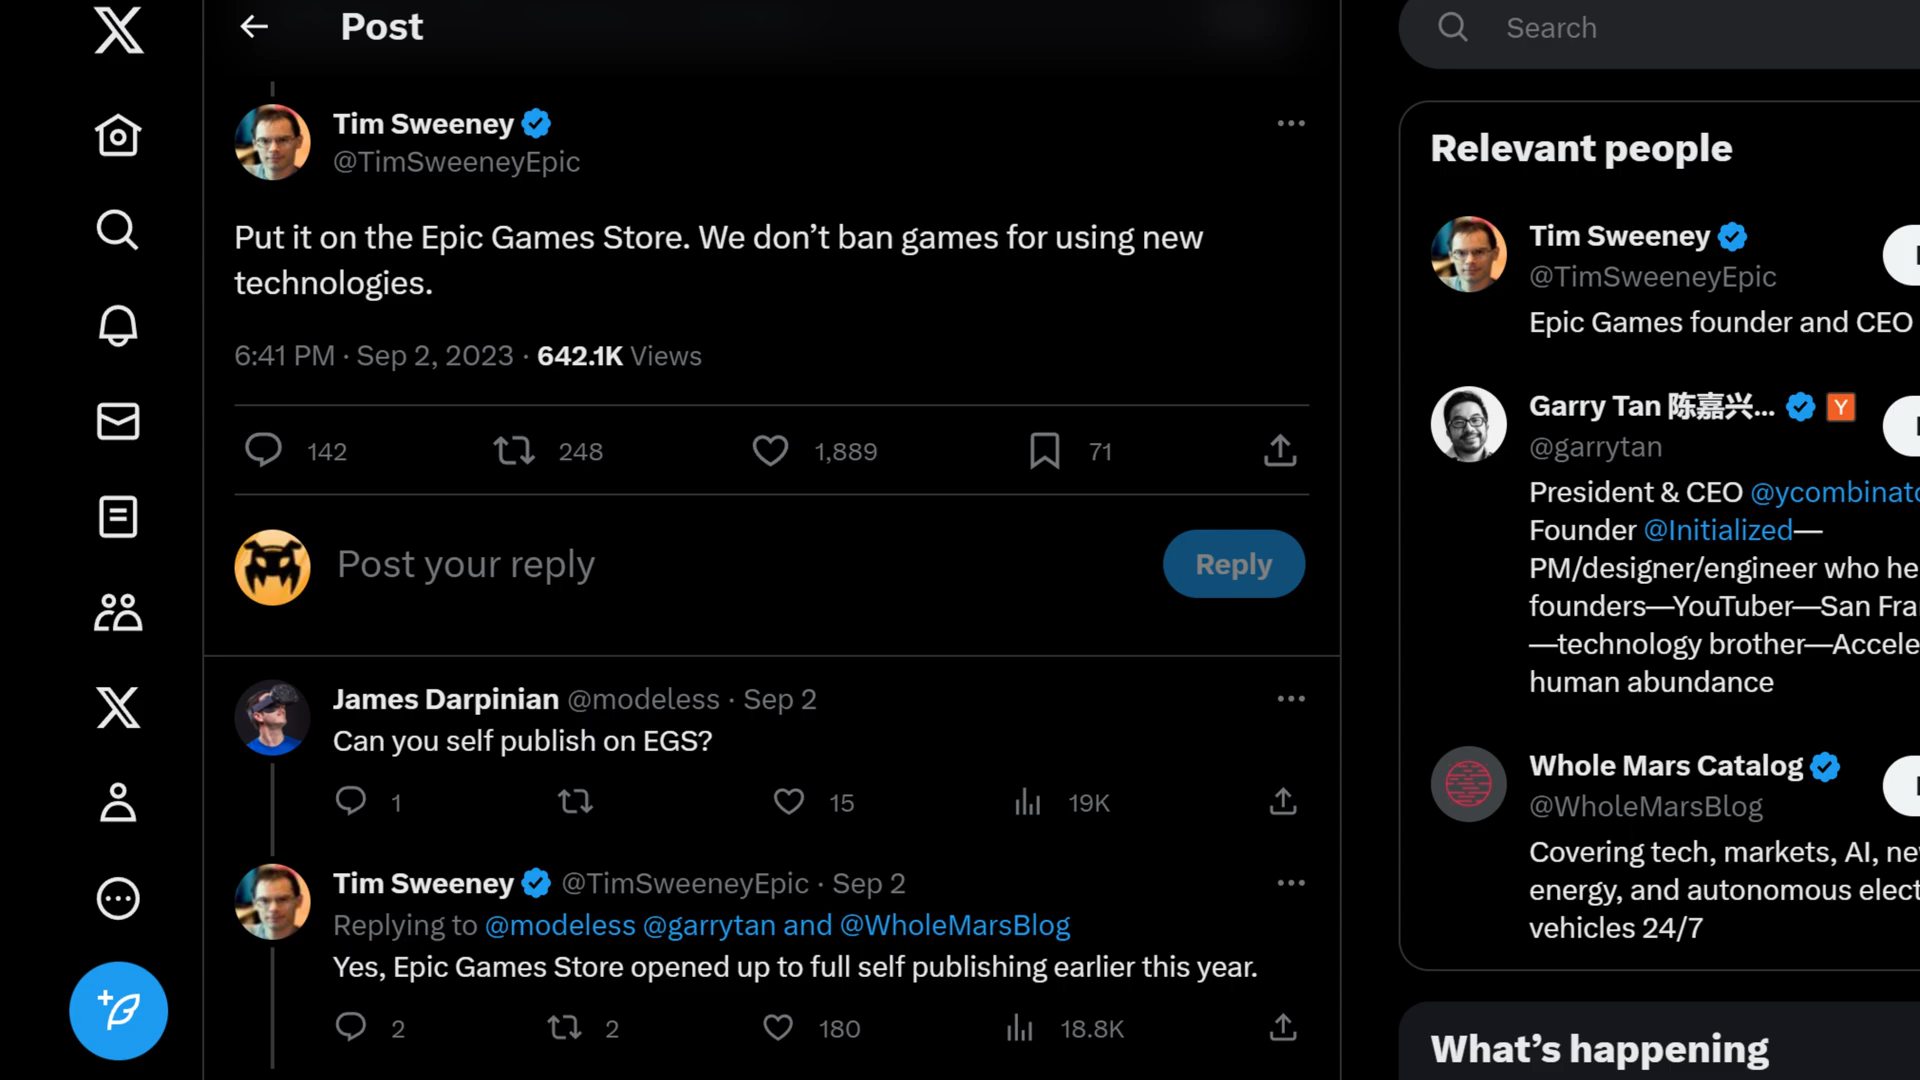 Post
Tim Sweeney
@TimSweeneyEpic
Put it on the Epic Games Store. We don’t ban games for using new
technologies.
6:41 PM · Sep 2, 2023 · 642.1K Views
142
248
1,889
71
Post your reply
Reply
James Darpinian @modeless · Sep 2
Can you self publish on EGS?
1
15
19K
Tim Sweeney @TimSweeneyEpic · Sep 2
Replying to @modeless @garrytan and @WholeMarsBlog
Yes, Epic Games Store opened up to full self publishing earlier this year.
2
2
180
18.8K
Search
Relevant people
Tim Sweeney
@TimSweeneyEpic
Epic Games founder and CEO
Garry Tan 陈嘉兴... Y
@garrytan
President & CEO @ycombinato
Founder @Initialized—
PM/designer/engineer who he
founders—YouTuber—San Fra
—technology brother—Accele
human abundance
Whole Mars Catalog
@WholeMarsBlog
Covering tech, markets, AI, ne
energy, and autonomous elect
vehicles 24/7
What’s happening